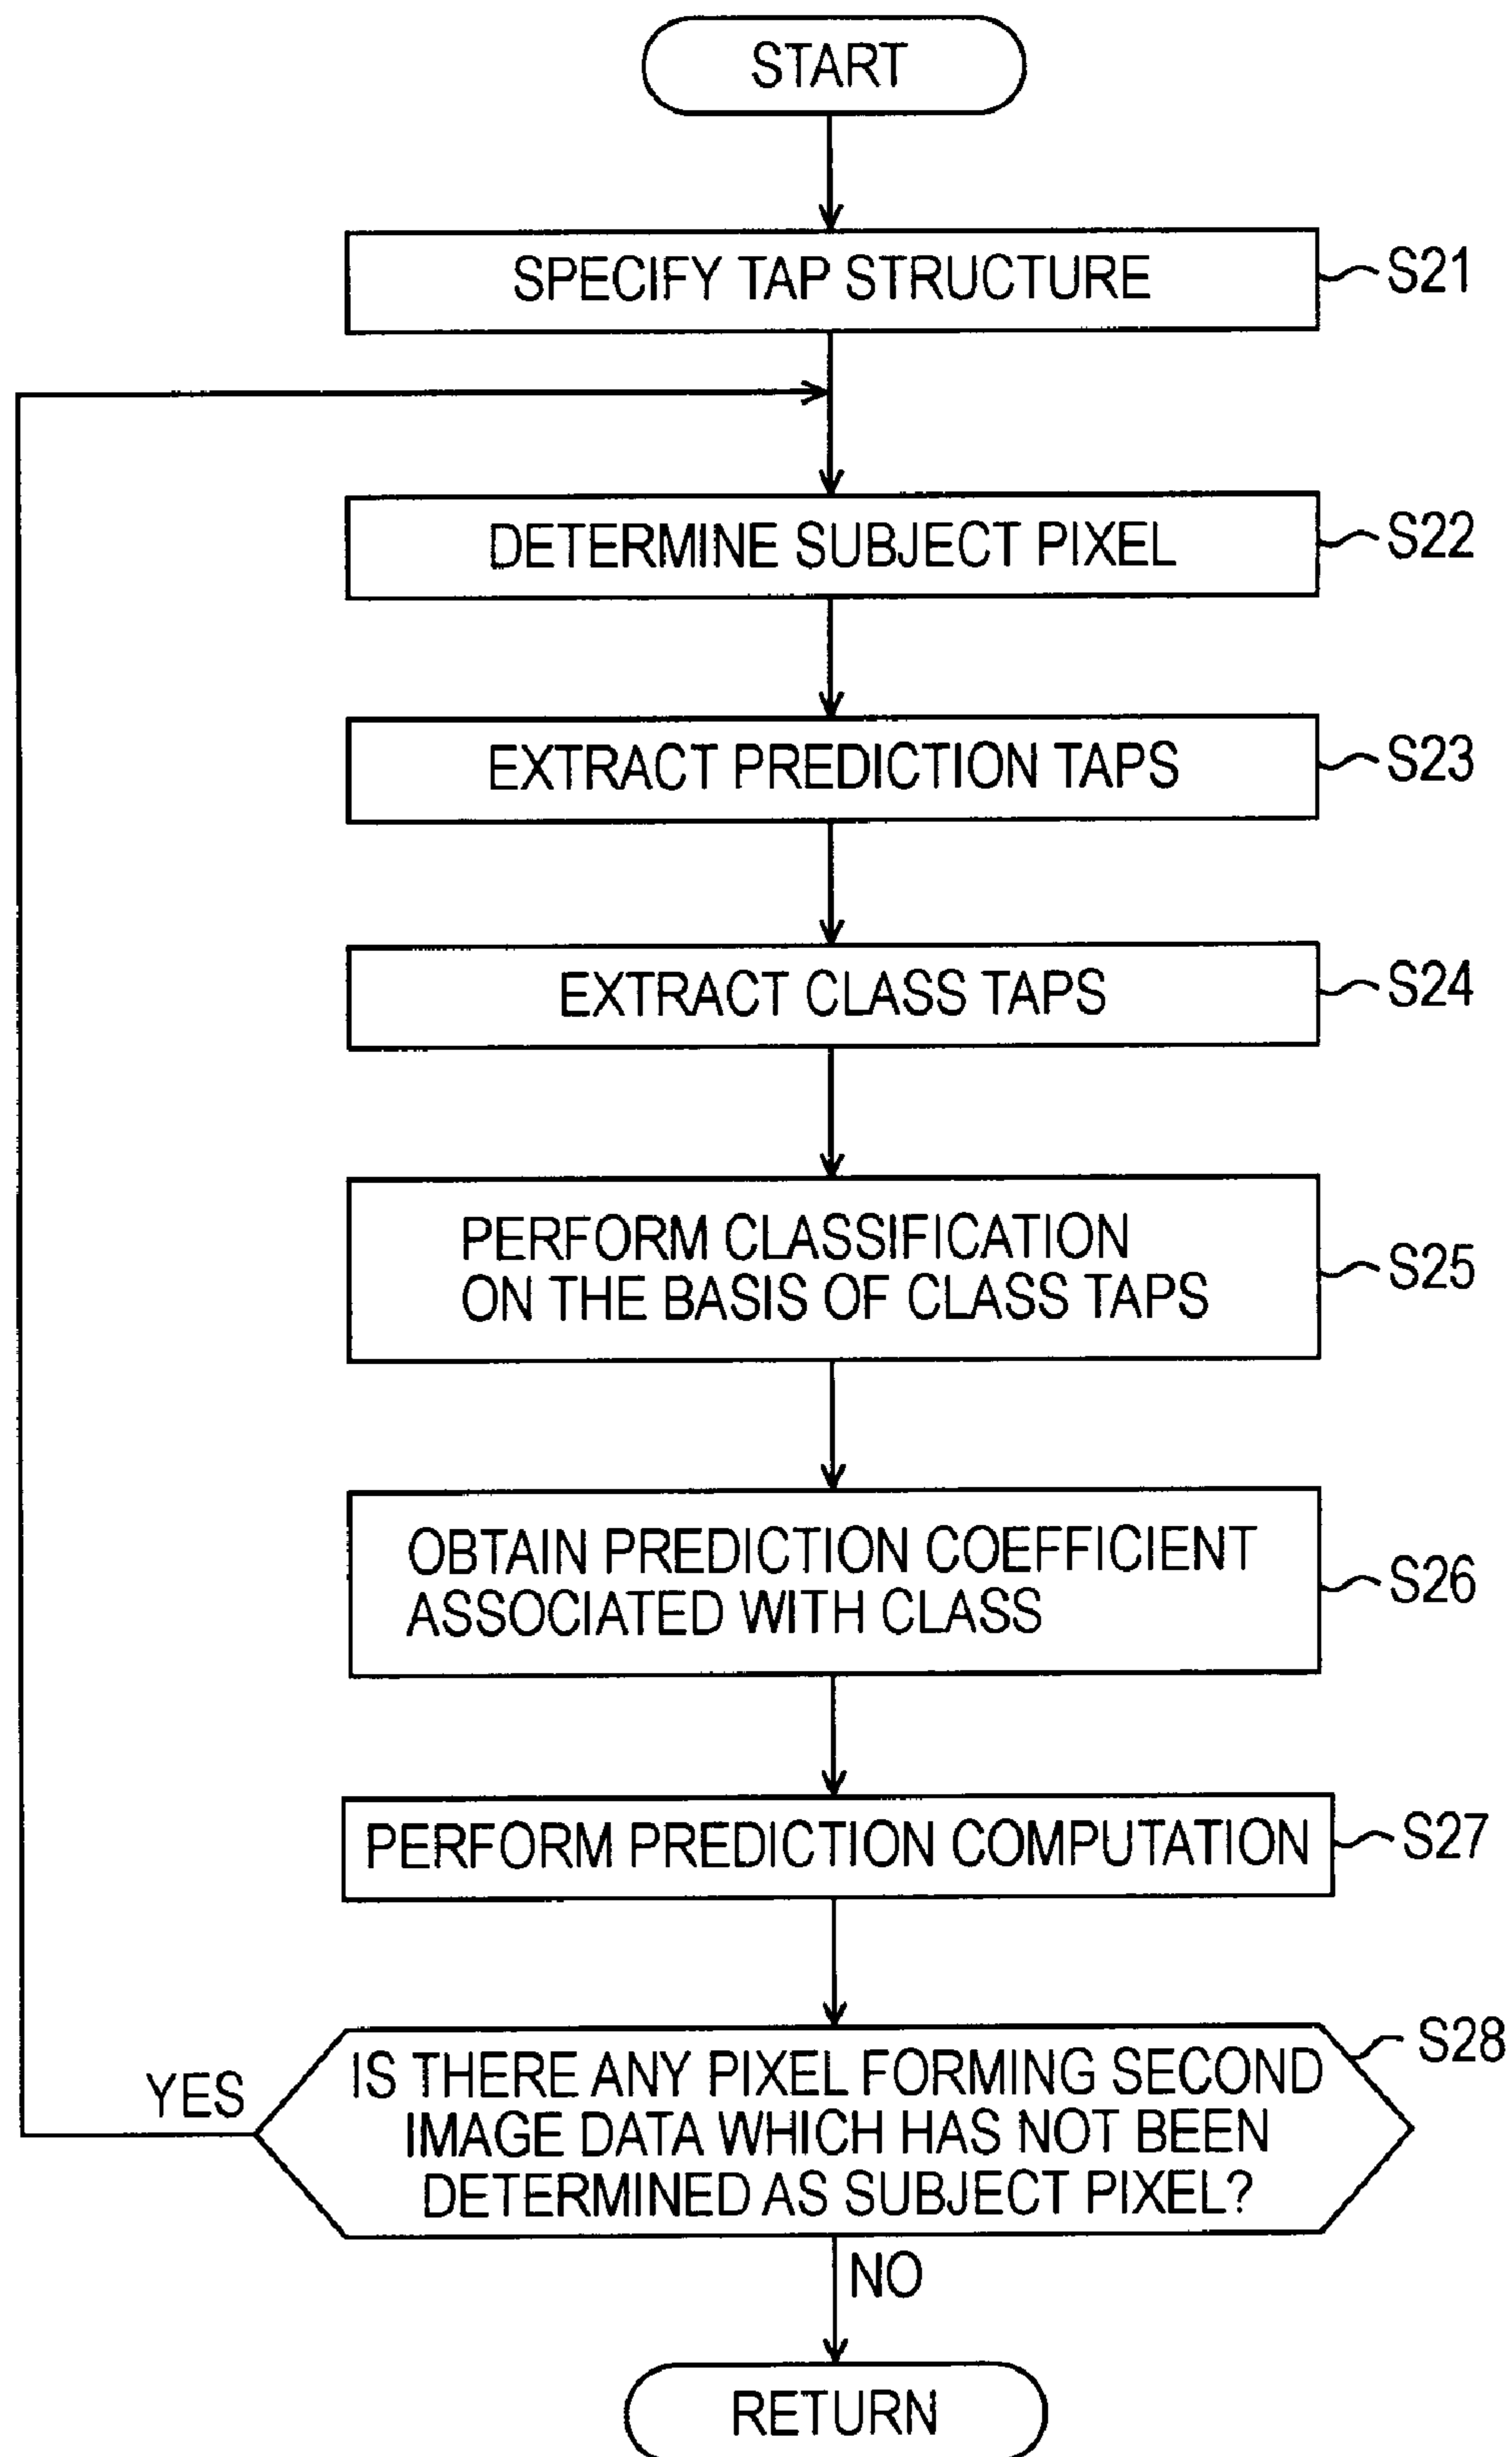 START
SPECIFY TAP STRUCTURE
S21
DETERMINE SUBJECT PIXEL
S22
EXTRACT PREDICTION TAPS
S23
EXTRACT CLASS TAPS
S24
PERFORM CLASSIFICATION
ON THE BASIS OF CLASS TAPS
S25
OBTAIN PREDICTION COEFFICIENT
ASSOCIATED WITH CLASS
S26
PERFORM PREDICTION COMPUTATION
S27
IS THERE ANY PIXEL FORMING SECOND
IMAGE DATA WHICH HAS NOT BEEN
DETERMINED AS SUBJECT PIXEL?
S28
YES
NO
RETURN